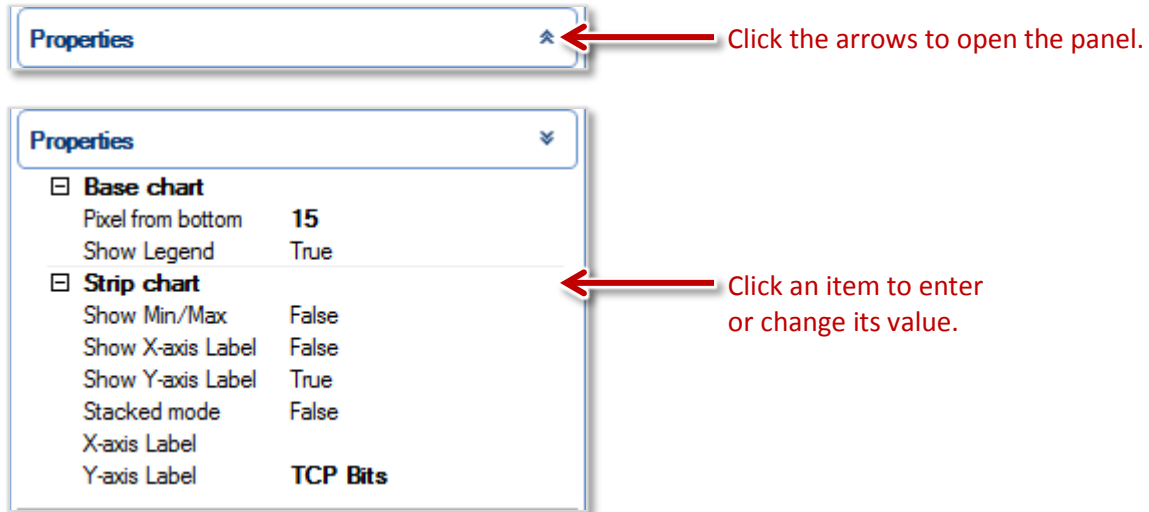 Properties
Click the arrows to open the panel.
Properties
Base chart
Pixel from bottom 15
Show Legend True
Strip chart
Click an item to enter
or change its value.
Show Min/Max False
Show X-axis Label False
Show Y-axis Label True
Stacked mode False
X-axis Label
Y-axis Label TCP Bits